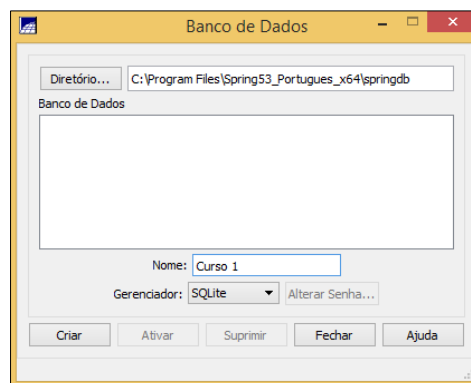 Banco de Dados
Diretório... C:\Program Files\Spring53_Portugues_x64\springdb
Banco de Dados
Nome: Curso 1
Gerenciador: SQLite Alterar Senha...
Criar Ativar Suprimir Fechar Ajuda